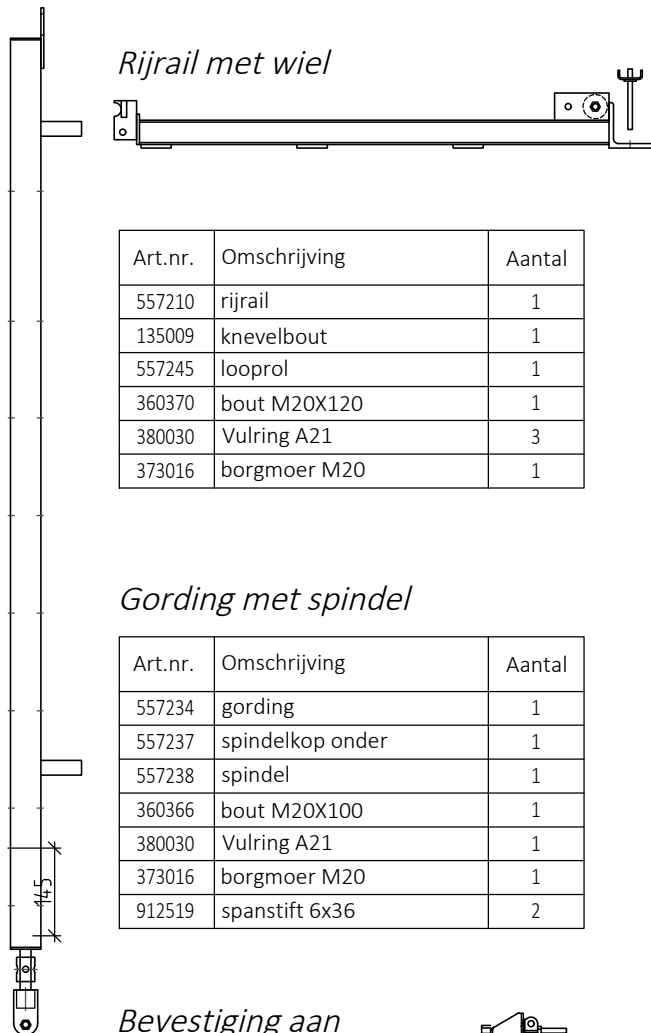 Rijrail met wiel
Art.nr. Omschrijving Aantal
557210 rijrail 1
135009 knevelbout 1
557245 looprol 1
360370 bout M20X120 1
380030 Vulring A21 3
373016 borgmoer M20 1
Gording met spindel
Art.nr. Omschrijving Aantal
557234 gording 1
557237 spindelkop onder 1
557238 spindel 1
360366 bout M20X100 1
380030 Vulring A21 1
373016 borgmoer M20 1
912519 spanstift 6x36 2
145
Bevestiging aan